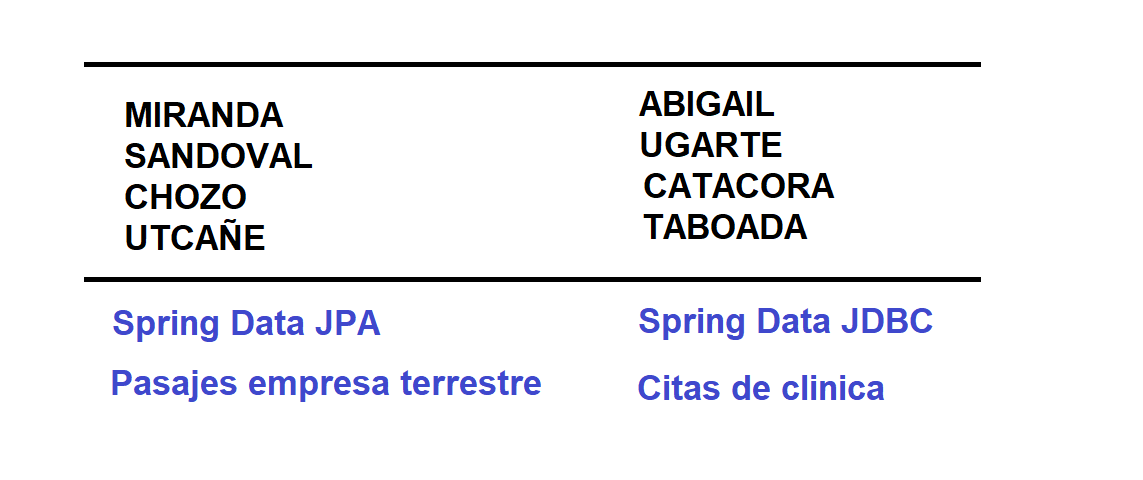 MIRANDA
SANDOVAL
CHOZO
UTCAÑE
ABIGAIL
UGARTE
CATACORA
TABOADA
Spring Data JPA
Pasajes empresa terrestre
Spring Data JDBC
Citas de clinica